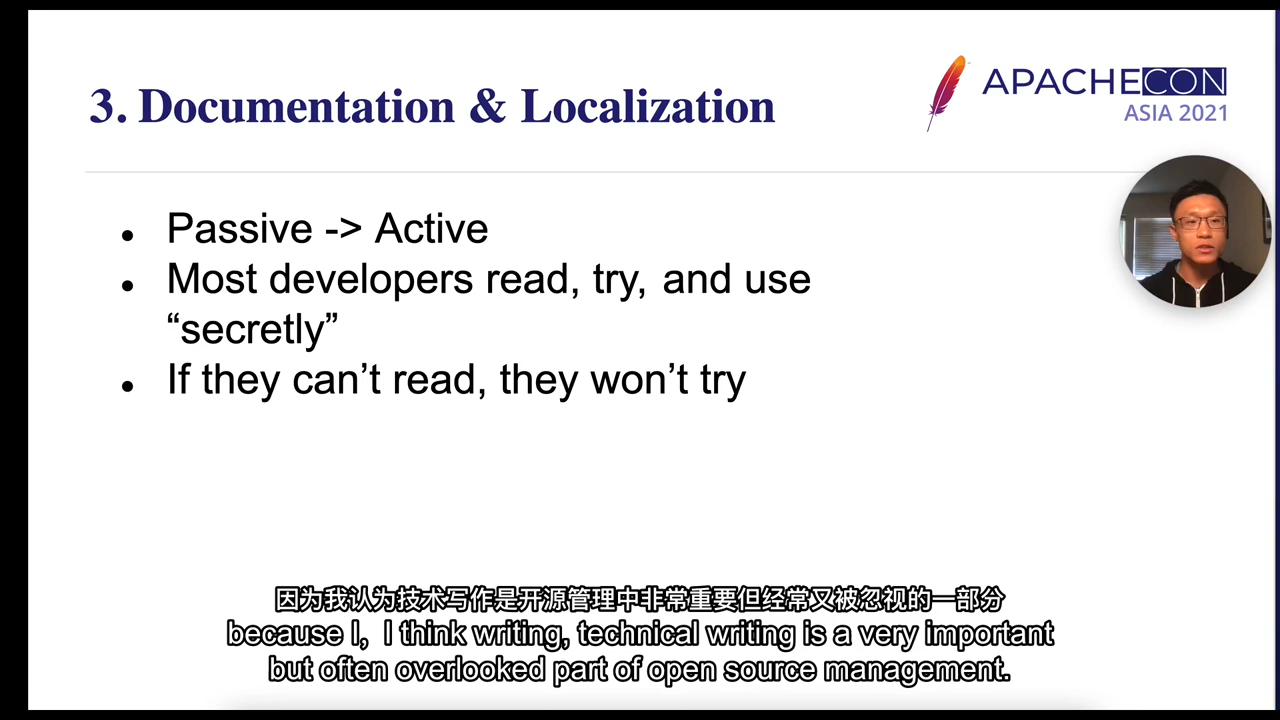 3. Documentation & Localization
APACHECON
ASIA 2021
● Passive -> Active
● Most developers read, try, and use
“secretly”
● If they can’t read, they won’t try
因为我认为技术写作是开源管理中非常重要但经常又被忽视的一部分
because I, I think writing, technical writing is a very important
but often overlooked part of open source management.